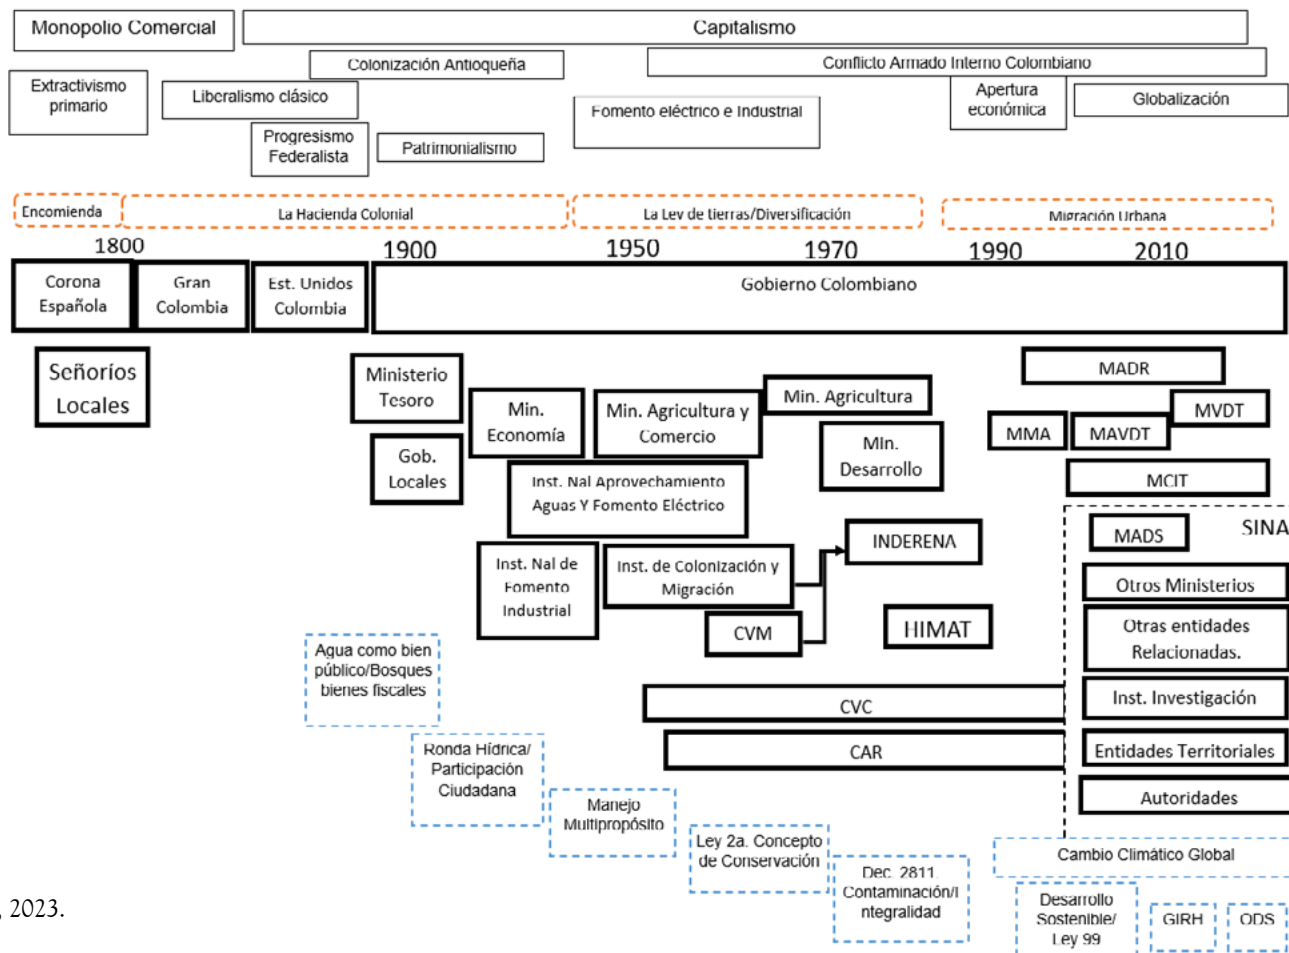 Monopolio Comercial
Capitalismo
Colonización Antioqueña
Conflicto Armado Interno Colombiano
Extractivismo
primario
Liberalismo clásico
Fomento eléctrico e Industrial
Apertura
económica
Globalización
Progresismo
Federalista
Patrimonialismo
Encomienda
La Hacienda Colonial
La Ley de tierras/Diversificación
Migración Urbana
1800
1900
1950
1970
1990
2010
Corona
Española
Gran
Colombia
Est. Unidos
Colombia
Gobierno Colombiano
Señoríos
Locales
Ministerio
Tesoro
Min.
Economía
Min. Agricultura y
Comercio
Min. Agricultura
MIn.
Desarrollo
MADR
MVDT
MMA
MAVDT
MCIT
Gob.
Locales
Inst. Nal Aprovechamiento
Aguas Y Fomento Eléctrico
SINA
MADS
INDERENA
Inst. Nal de
Fomento
Industrial
Inst. de Colonización y
Migración
Otros Ministerios
CVM
HIMAT
Otras entidades
Relacionadas.
Agua como bien
público/Bosques
bienes fiscales
CVC
Inst. Investigación
CAR
Entidades Territoriales
Ronda Hídrica/
Participación
Ciudadana
Autoridades
Manejo
Multipropósito
Ley 2a. Concepto
de Conservación
Cambio Climático Global
Dec. 2811.
Contaminación/I
ntegralidad
Desarrollo
Sostenible/
Ley 99
GIRH
ODS
, 2023.